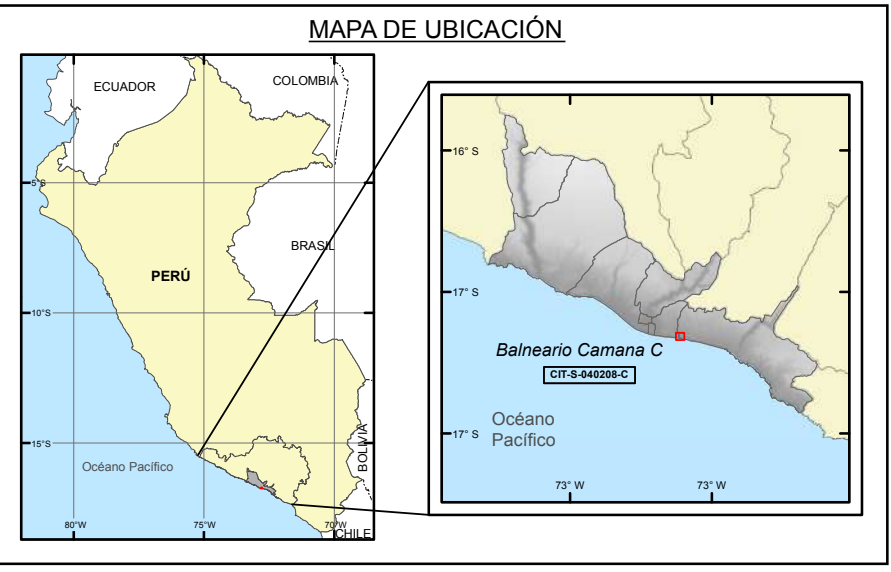 MAPA DE UBICACIÓN
ECUADOR
COLOMBIA
5°S
BRASIL
PERÚ
10°S
15°S
BOLIVIA
Océano Pacífico
80°W
75°W
70°W
CHILE
16° S
17° S
Balneario Camana C
CIT-S-040208-C
Océano
Pacífico
17° S
73° W
73° W